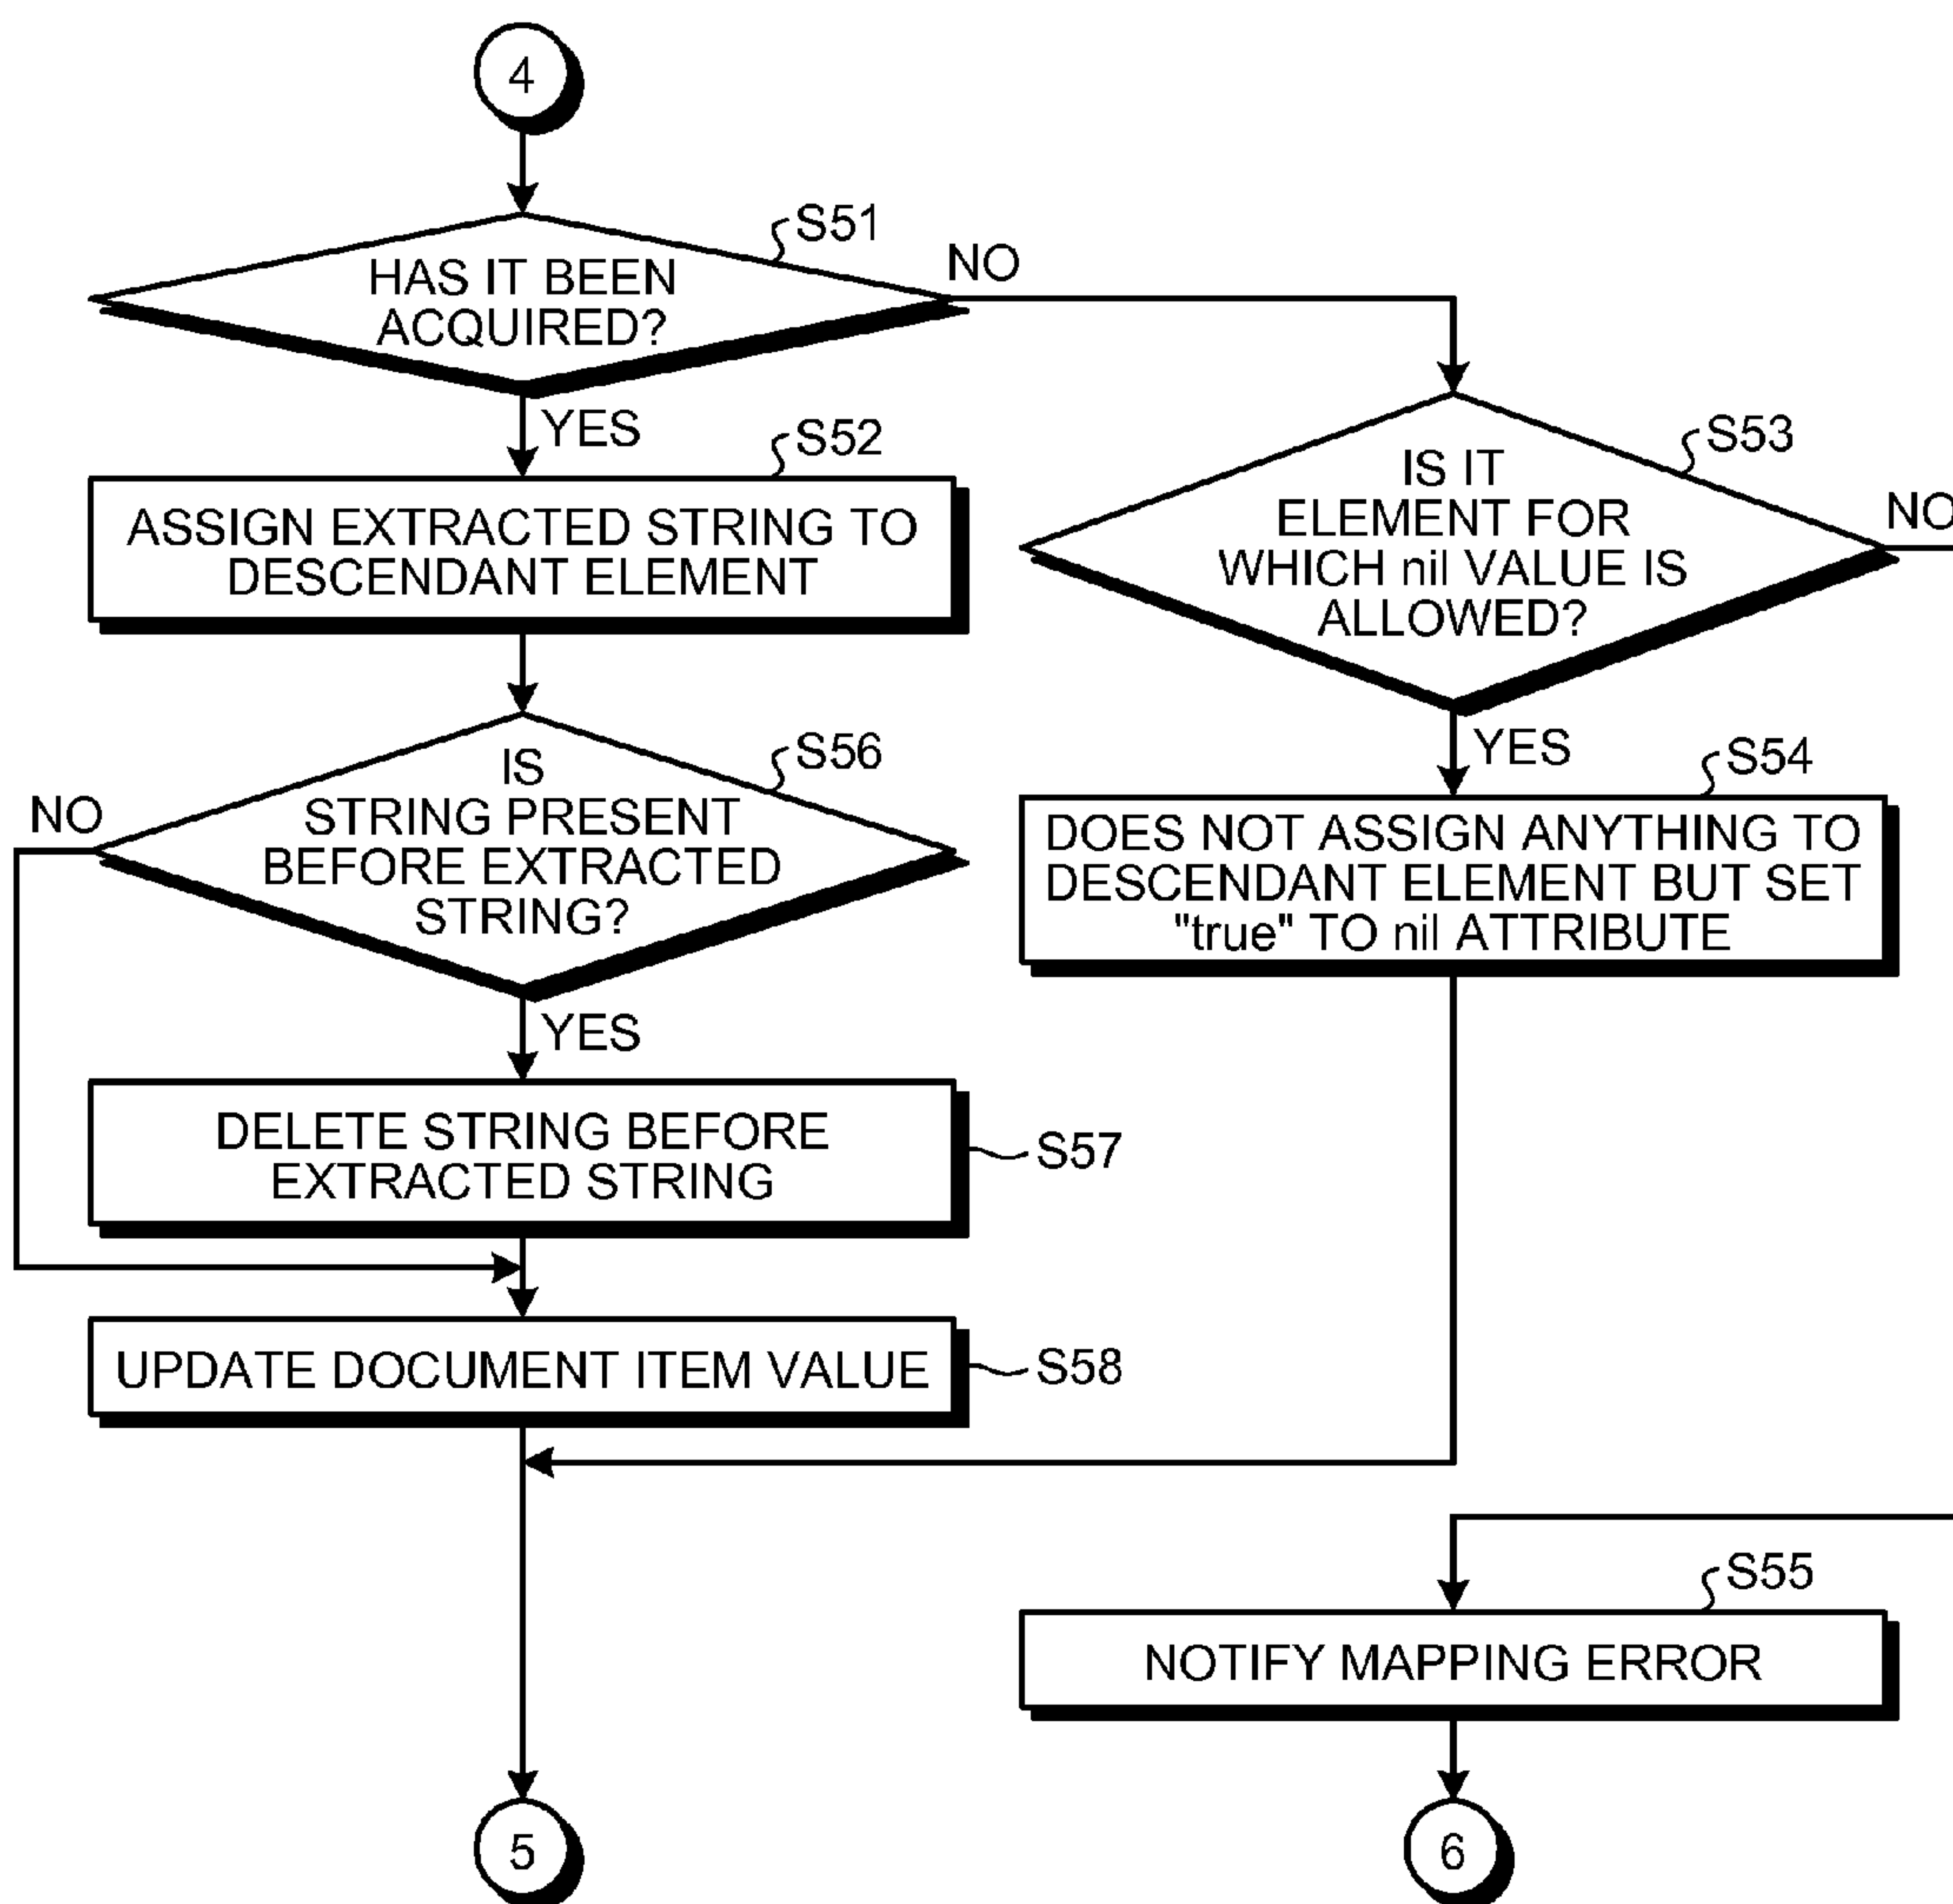 4
S51
HAS IT BEEN
ACQUIRED?
NO
YES
S52
ASSIGN EXTRACTED STRING TO
DESCENDANT ELEMENT
S53
IS IT
ELEMENT FOR
WHICH nil VALUE IS
ALLOWED?
NO
YES
S54
DOES NOT ASSIGN ANYTHING TO
DESCENDANT ELEMENT BUT SET
"true" TO nil ATTRIBUTE
S56
IS
STRING PRESENT
BEFORE EXTRACTED
STRING?
NO
YES
DELETE STRING BEFORE
EXTRACTED STRING
S57
UPDATE DOCUMENT ITEM VALUE
S58
S55
NOTIFY MAPPING ERROR
5
6